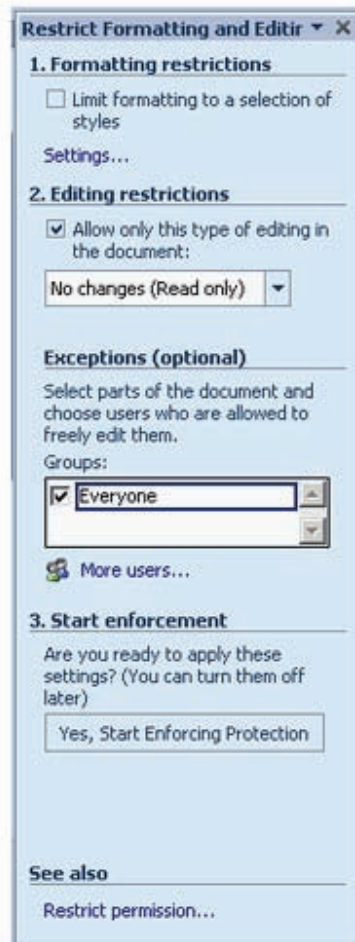 Restrict Formatting and Editir
1. Formatting restrictions
Limit formatting to a selection of
styles
Settings...
2. Editing restrictions
Allow only this type of editing in
the document:
No changes (Read only)
Exceptions (optional)
Select parts of the document and
choose users who are allowed to
freely edit them.
Groups:
Everyone
More users...
3. Start enforcement
Are you ready to apply these
settings? (You can turn them off
later)
Yes, Start Enforcing Protection
See also
Restrict permission...